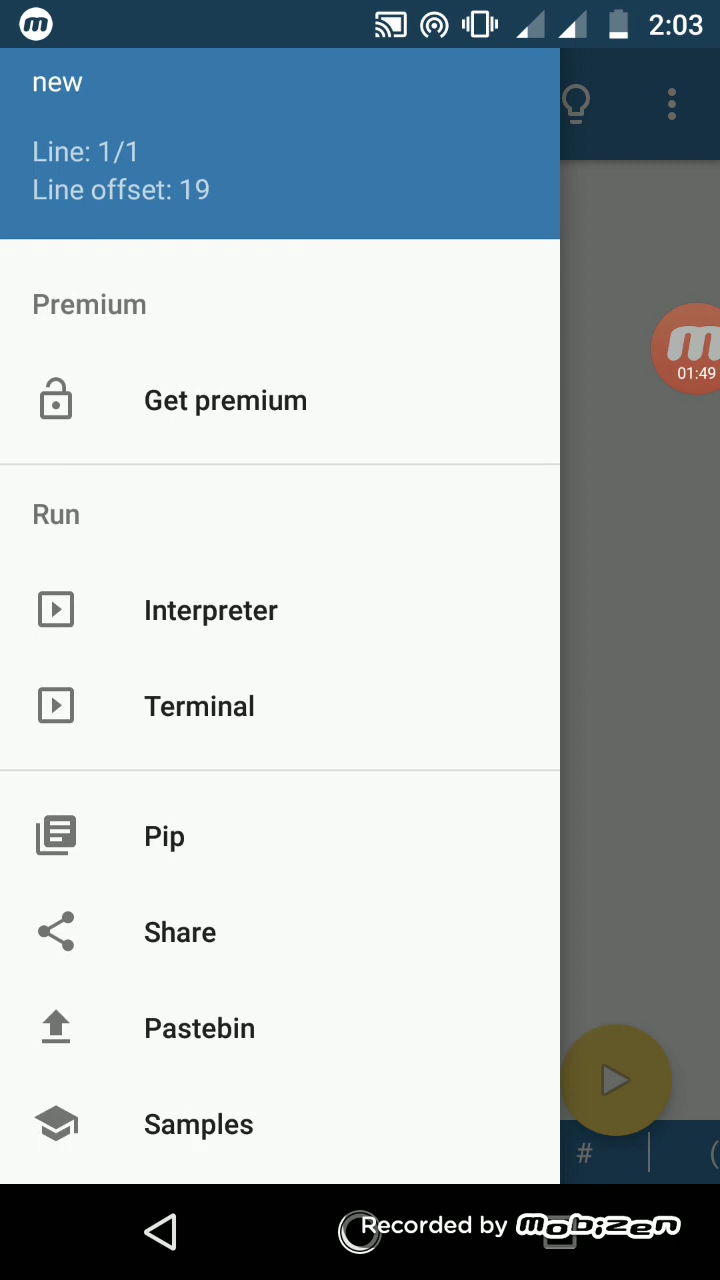 2:03
new
Line: 1/1
Line offset: 19
Premium
01:49
Get premium
Run
Interpreter
Terminal
Pip
Share
Pastebin
Samples
# | (
Recorded by mobizen